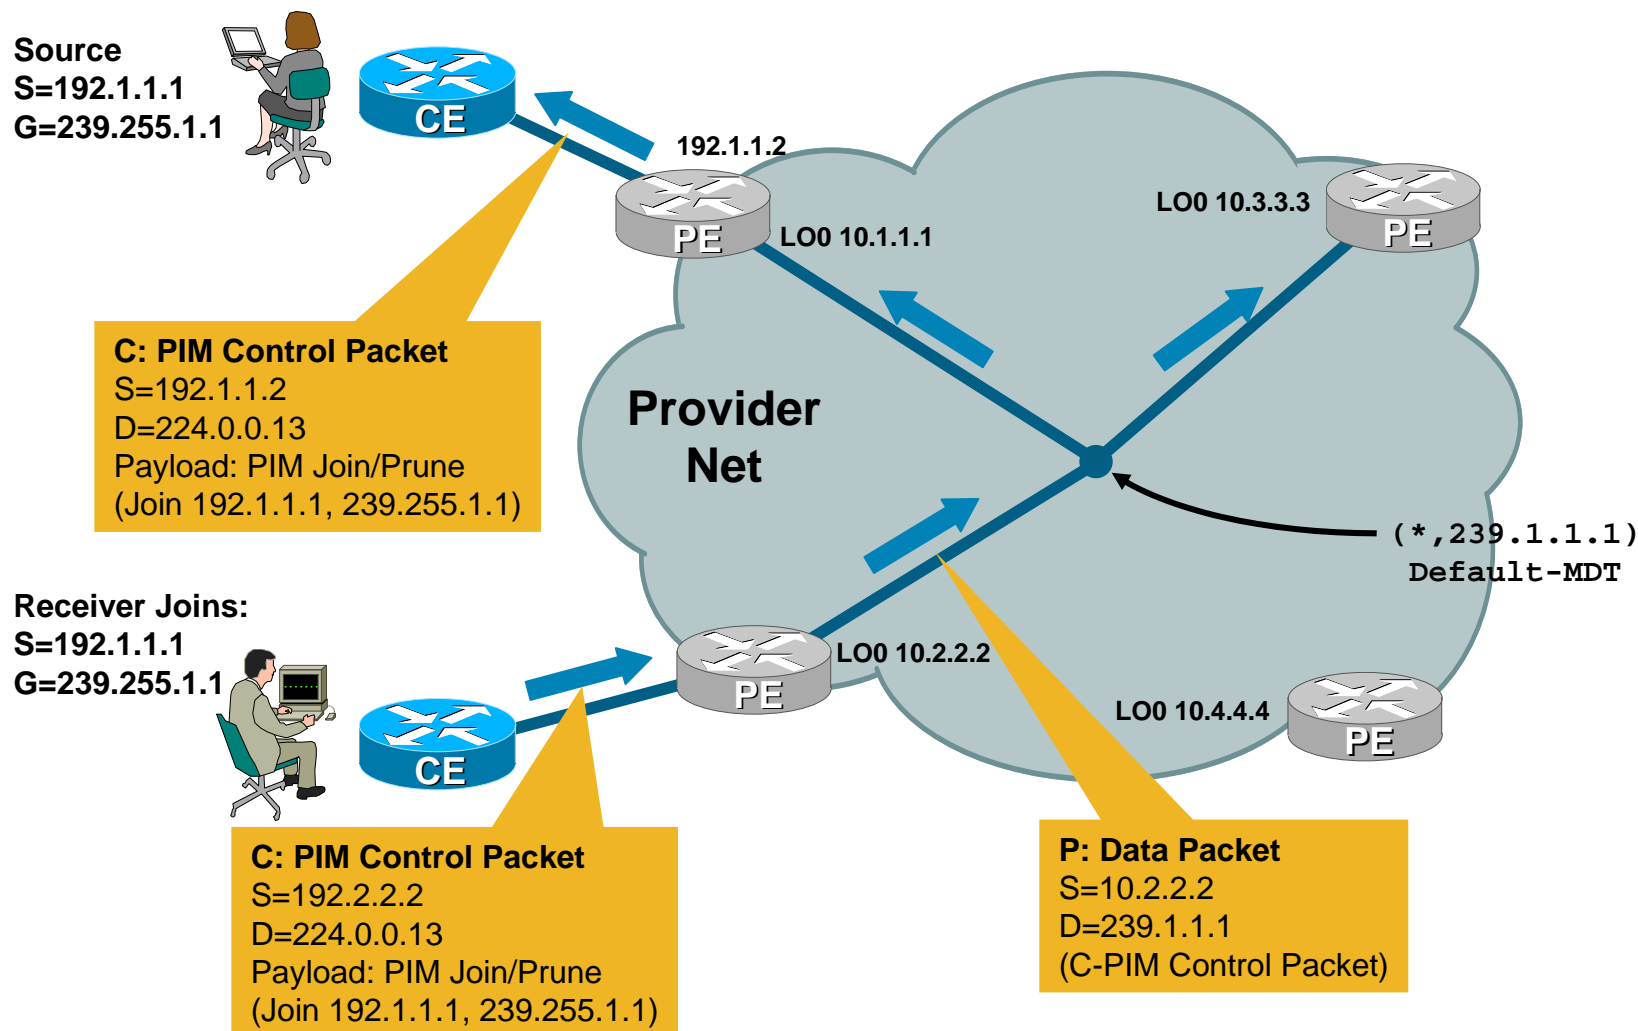 Source
S=192.1.1.1
G=239.255.1.1
CE
192.1.1.2
PE
LO0 10.1.1.1
LO0 10.3.3.3
PE
C: PIM Control Packet
S=192.1.1.2
D=224.0.0.13
Payload: PIM Join/Prune
(Join 192.1.1.1, 239.255.1.1)
Provider
Net
(*,239.1.1.1)
Default-MDT
Receiver Joins:
S=192.1.1.1
G=239.255.1.1
CE
PE
LO0 10.2.2.2
LO0 10.4.4.4
PE
C: PIM Control Packet
S=192.2.2.2
D=224.0.0.13
Payload: PIM Join/Prune
(Join 192.1.1.1, 239.255.1.1)
P: Data Packet
S=10.2.2.2
D=239.1.1.1
(C-PIM Control Packet)